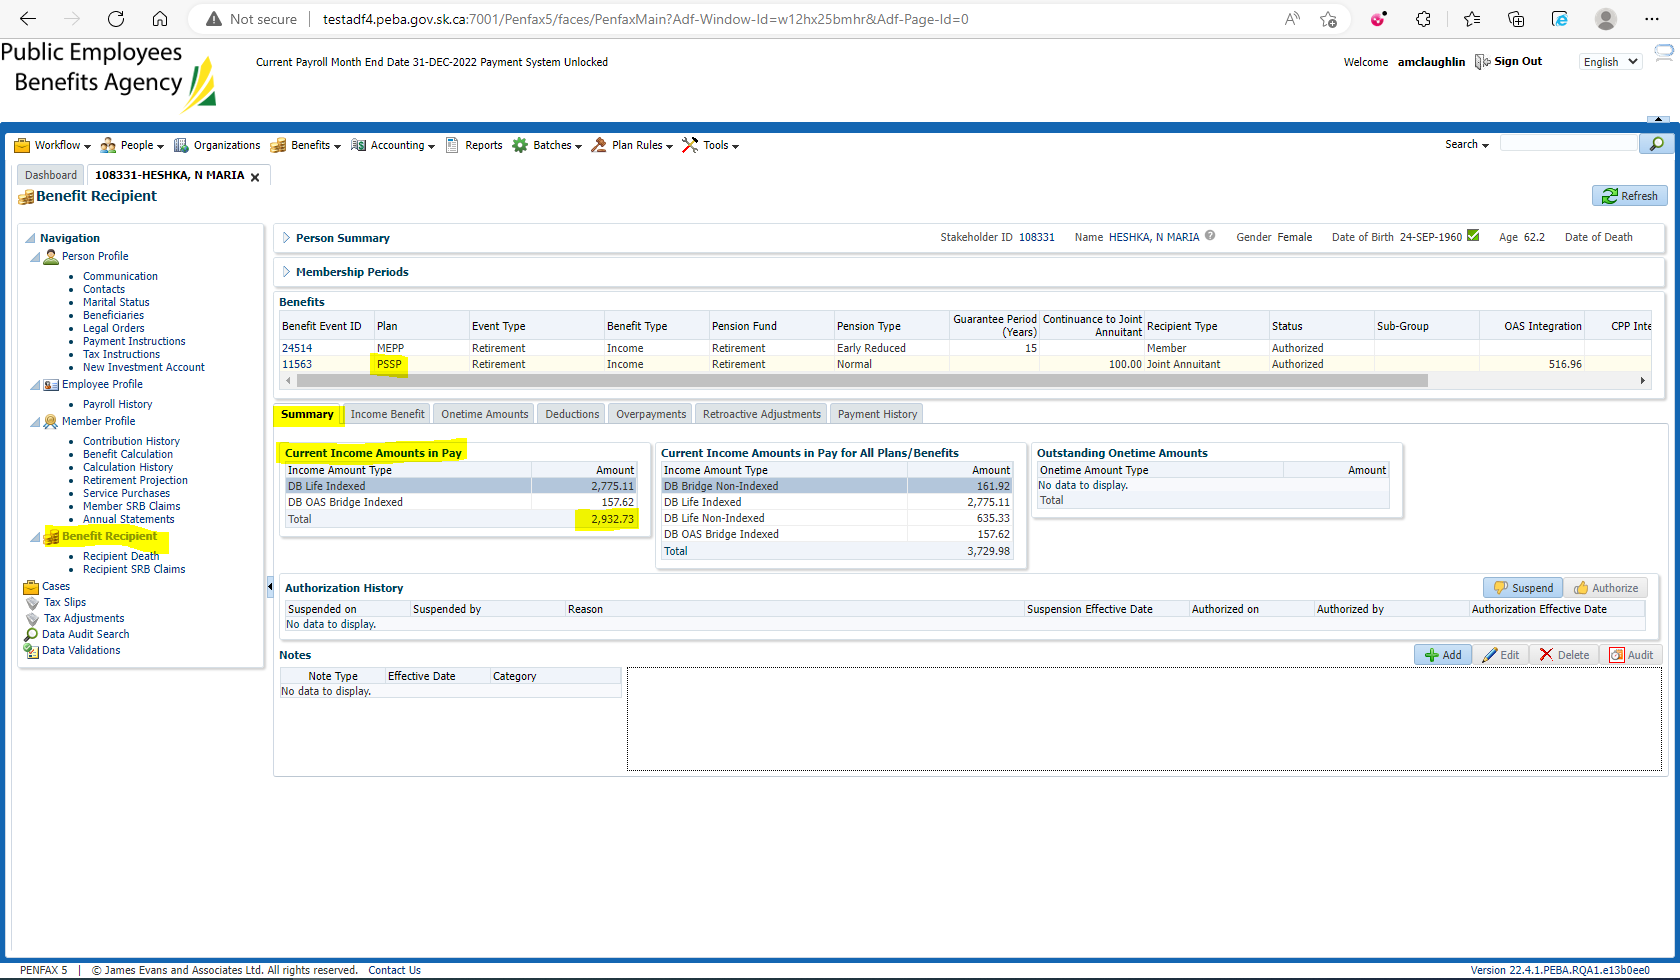 Not secure | testadf4.peba.gov.sk.ca:7001/Penfax5/faces/PenfaxMain?Adf-Window-Id=w12hx25bmhr&Adf-Page-Id=0
Public Employees
Benefits Agency
Current Payroll Month End Date 31-DEC-2022 Payment System Unlocked
Welcome amclaughlin Sign Out English
Workflow People Organizations Benefits Accounting Reports Batches Plan Rules Tools Search
Dashboard 108331-HESHKA, N MARIA
Benefit Recipient Refresh
Navigation
Person Profile
Communication
Contacts
Marital Status
Beneficiaries
Legal Orders
Payment Instructions
Tax Instructions
New Investment Account
Employee Profile
Payroll History
Member Profile
Contribution History
Benefit Calculation
Calculation History
Retirement Projection
Service Purchases
Member SRB Claims
Annual Statements
Benefit Recipient
Recipient Death
Recipient SRB Claims
Cases
Tax Slips
Tax Adjustments
Data Audit Search
Data Validations
Person Summary Stakeholder ID 108331 Name HESHKA, N MARIA Gender Female Date of Birth 24-SEP-1960 Age 62.2 Date of Death
Membership Periods
Benefits
Benefit Event ID Plan Event Type Benefit Type Pension Fund Pension Type Guarantee Period (Years) Continuance to Joint Annuitant Recipient Type Status Sub-Group OAS Integration CPP Inte
24514 MEPP Retirement Income Retirement Early Reduced 15 Member Authorized
11563 PSSP Retirement Income Retirement Normal 100.00 Joint Annuitant Authorized 516.96
Summary Income Benefit Onetime Amounts Deductions Overpayments Retroactive Adjustments Payment History
Current Income Amounts in Pay
Income Amount Type Amount
DB Life Indexed 2,775.11
DB OAS Bridge Indexed 157.62
Total 2,932.73
Current Income Amounts in Pay for All Plans/Benefits
Income Amount Type Amount
DB Bridge Non-Indexed 161.92
DB Life Indexed 2,775.11
DB Life Non-Indexed 635.33
DB OAS Bridge Indexed 157.62
Total 3,729.98
Outstanding Onetime Amounts
Onetime Amount Type Amount
No data to display.
Total
Authorization History Suspend Authorize
Suspended on Suspended by Reason Suspension Effective Date Authorized on Authorized by Authorization Effective Date
No data to display.
Notes Add Edit Delete Audit
Note Type Effective Date Category
No data to display.
PENFAX 5 | © James Evans and Associates Ltd. All rights reserved. Contact Us Version 22.4.1.PEBA.RQA1.e13b0ee0